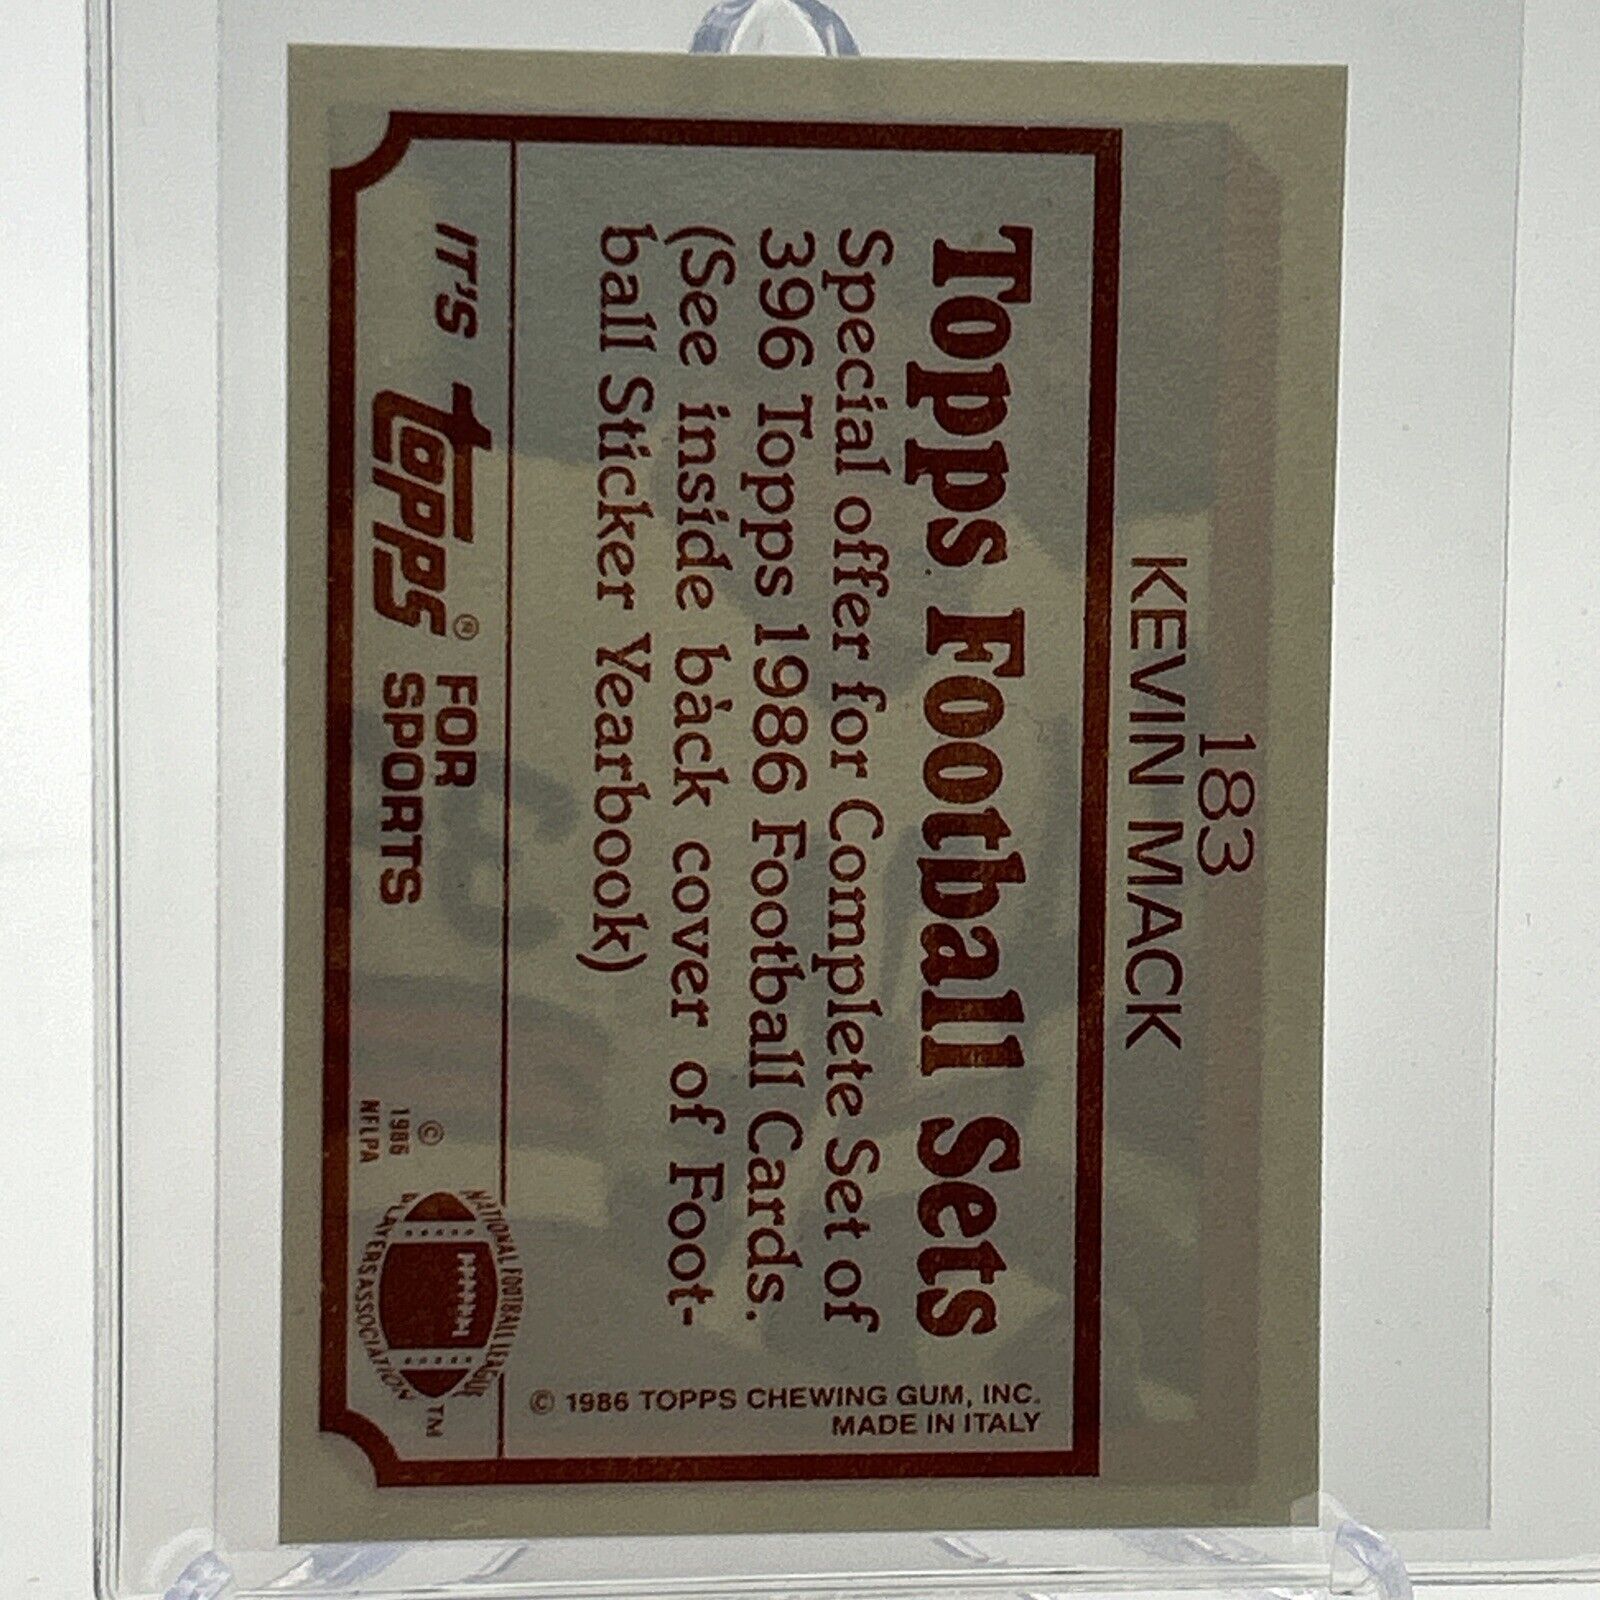 183
KEVIN MACK
Topps Football Sets
Special offer for Complete Set of
396 Topps 1986 Football Cards.
(See inside back cover of Foot-
ball Sticker Yearbook)
© 1986 TOPPS CHEWING GUM, INC.
MADE IN ITALY
IT'S Topps® FOR SPORTS
© 1986 NFLPA
NATIONAL FOOTBALL LEAGUE
PLAYERS ASSOCIATION
TM